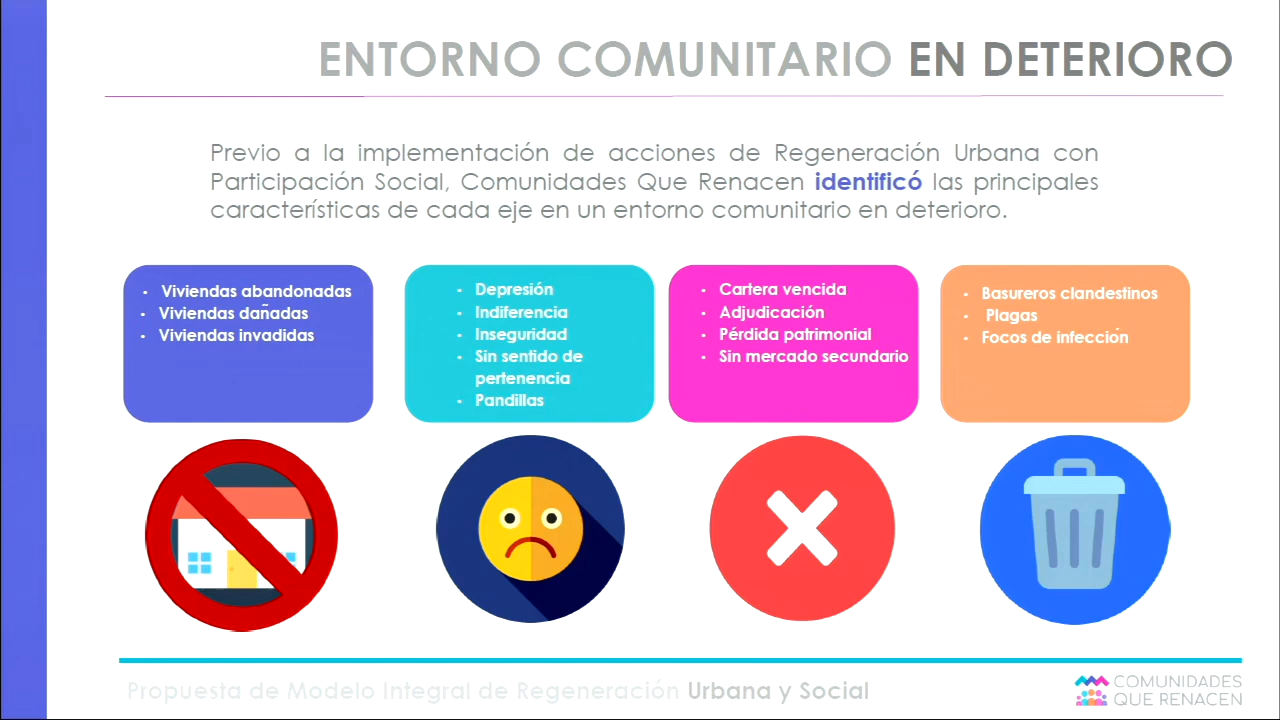 ENTORNO COMUNITARIO EN DETERIORO
Previo a la implementación de acciones de Regeneración Urbana con
Participación Social, Comunidades Que Renacen identificó las principales
características de cada eje en un entorno comunitario en deterioro.
• Viviendas abandonadas
• Viviendas dañadas
• Viviendas invadidas
• Depresión
• Indiferencia
• Inseguridad
• Sin sentido de
pertenencia
• Pandillas
• Cartera vencida
• Adjudicación
• Pérdida patrimonial
• Sin mercado secundario
• Basureros clandestinos
• Plagas
• Focos de infección
Propuesta de Modelo Integral de Regeneración Urbana y Social
COMUNIDADES
QUE RENACEN